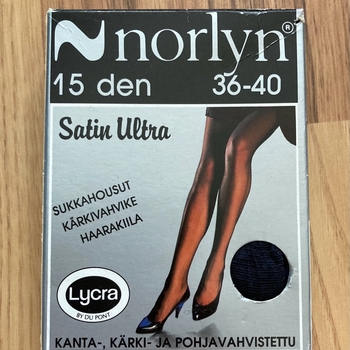 norlyn®
15 den 36-40
Satin Ultra
SUKKAHOUSUT
KÄRKIVAHVIKE
HAARAKIILA
Lycra
BY DU PONT
KANTA-, KÄRKI- JA POHJAVAHVISTETTU